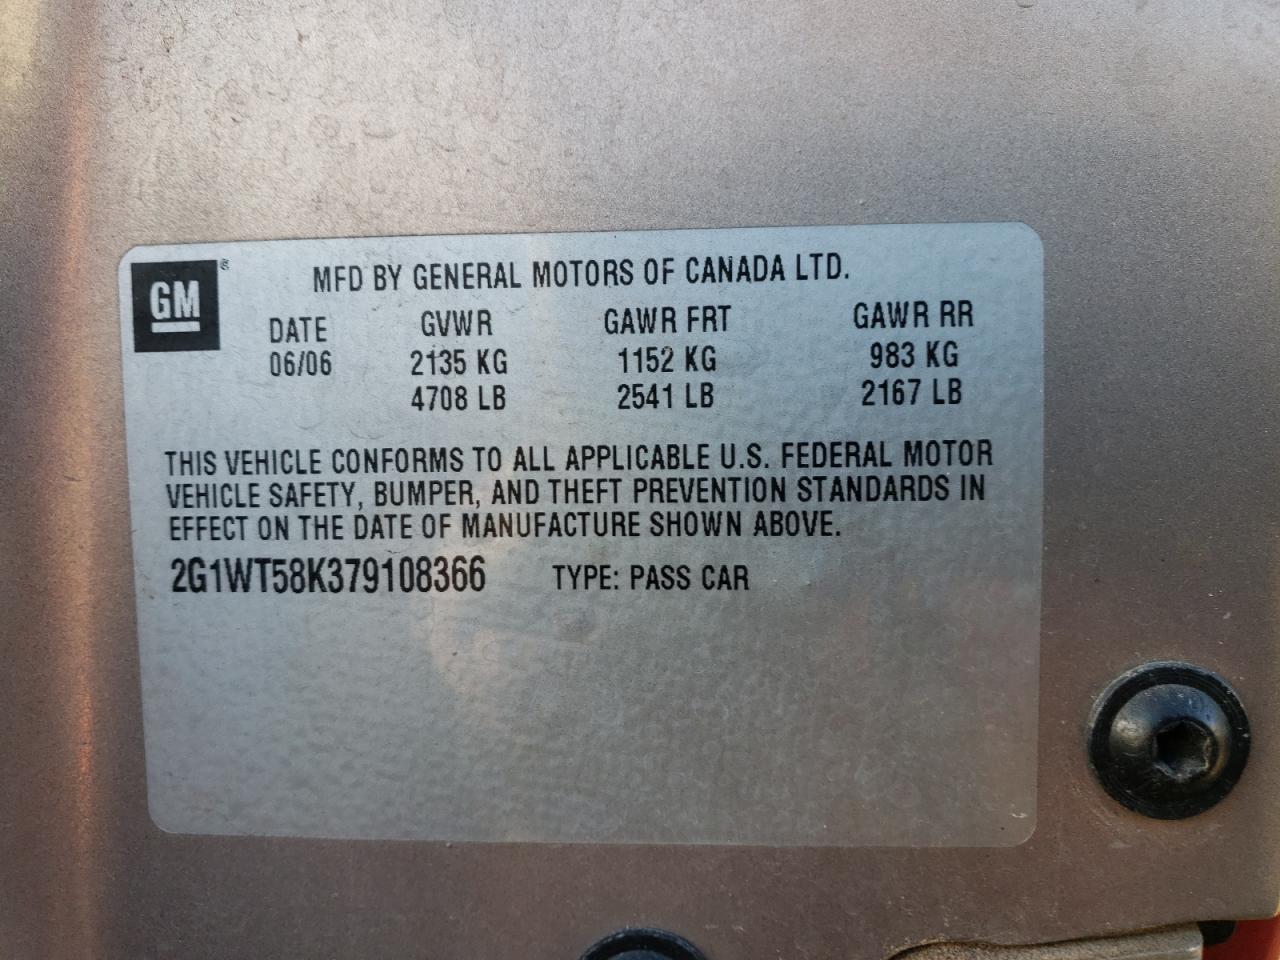 GM®
MFD BY GENERAL MOTORS OF CANADA LTD.
DATE GVWR GAWR FRT GAWR RR
06/06 2135 KG 1152 KG 983 KG
4708 LB 2541 LB 2167 LB
THIS VEHICLE CONFORMS TO ALL APPLICABLE U.S. FEDERAL MOTOR
VEHICLE SAFETY, BUMPER, AND THEFT PREVENTION STANDARDS IN
EFFECT ON THE DATE OF MANUFACTURE SHOWN ABOVE.
2G1WT58K379108366 TYPE: PASS CAR